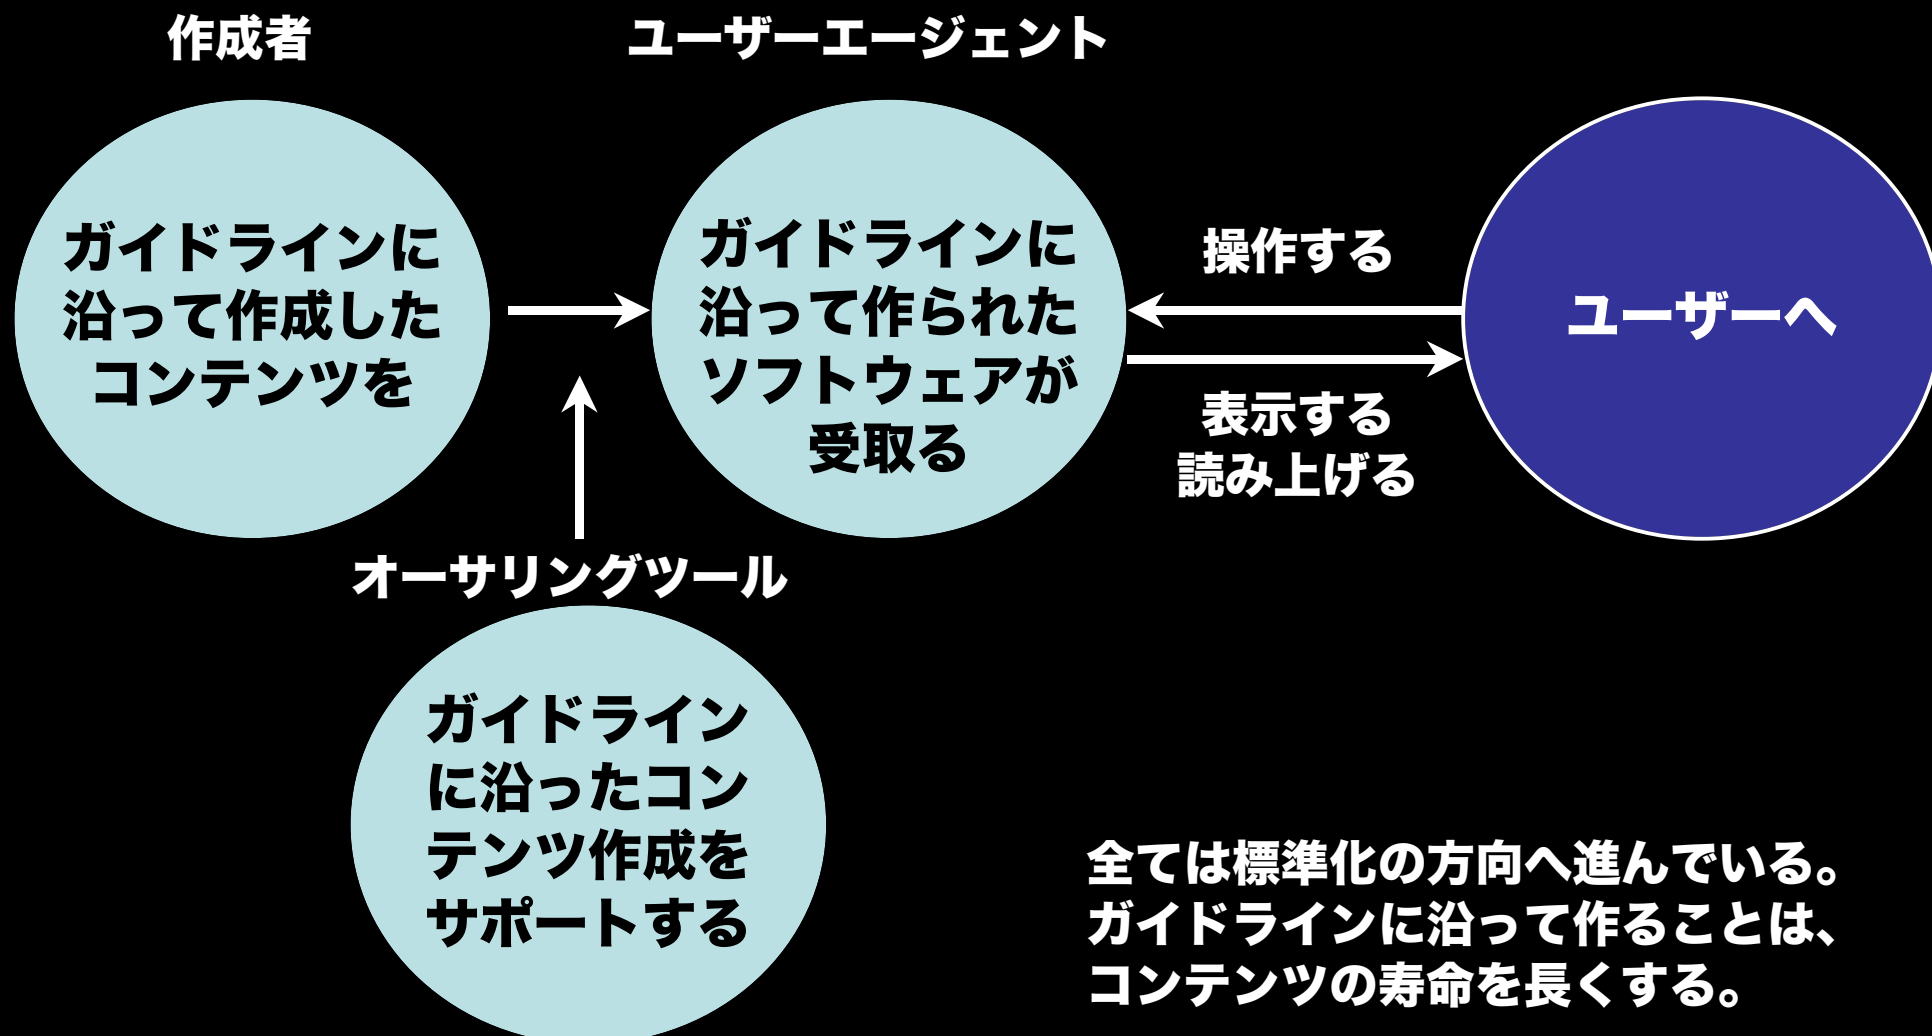 作成者
ユーザーエージェント
ガイドラインに
沿って作成した
コンテンツを
ガイドラインに
沿って作られた
ソフトウェアが
受取る
操作する
表示する
読み上げる
ユーザーへ
オーサリングツール
ガイドライン
に沿ったコン
テンツ作成を
サポートする
全ては標準化の方向へ進んでいる。
ガイドラインに沿って作ることは、
コンテンツの寿命を長くする。